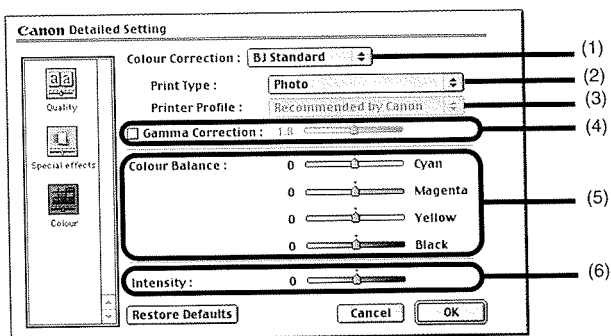 Canon Detailed Setting
Colour Correction : BJ Standard (1)
Print Type : Photo (2)
Printer Profile : Recommended by Canon (3)
Gamma Correction : 1.8 (4)
Quality
Special effects
Colour
Colour Balance : 0 Cyan
0 Magenta
0 Yellow
0 Black
(5)
Intensity : 0 (6)
Restore Defaults Cancel OK